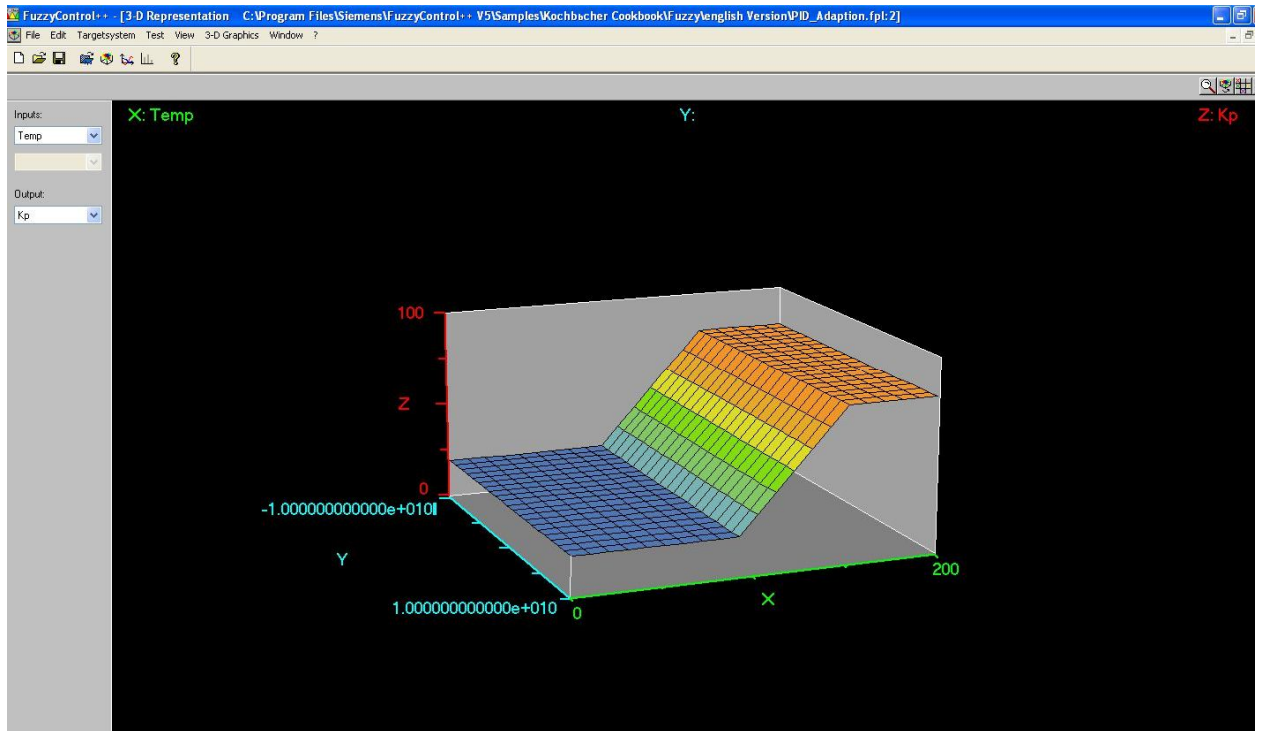 FuzzyControl++ - [3-D Representation C:\Program Files\Siemens\FuzzyControl++ V5\Samples\Kochbьcher Cookbook\Fuzzy\english Version\PID_Adaption.fpl:2]
File Edit Targetsystem Test View 3-D Graphics Window ?
Inputs:
Temp
Output:
Kp
X: Temp Y: Z: Kp
100
Z
0
-1.000000000000e+010
Y
1.000000000000e+010
0
X
200